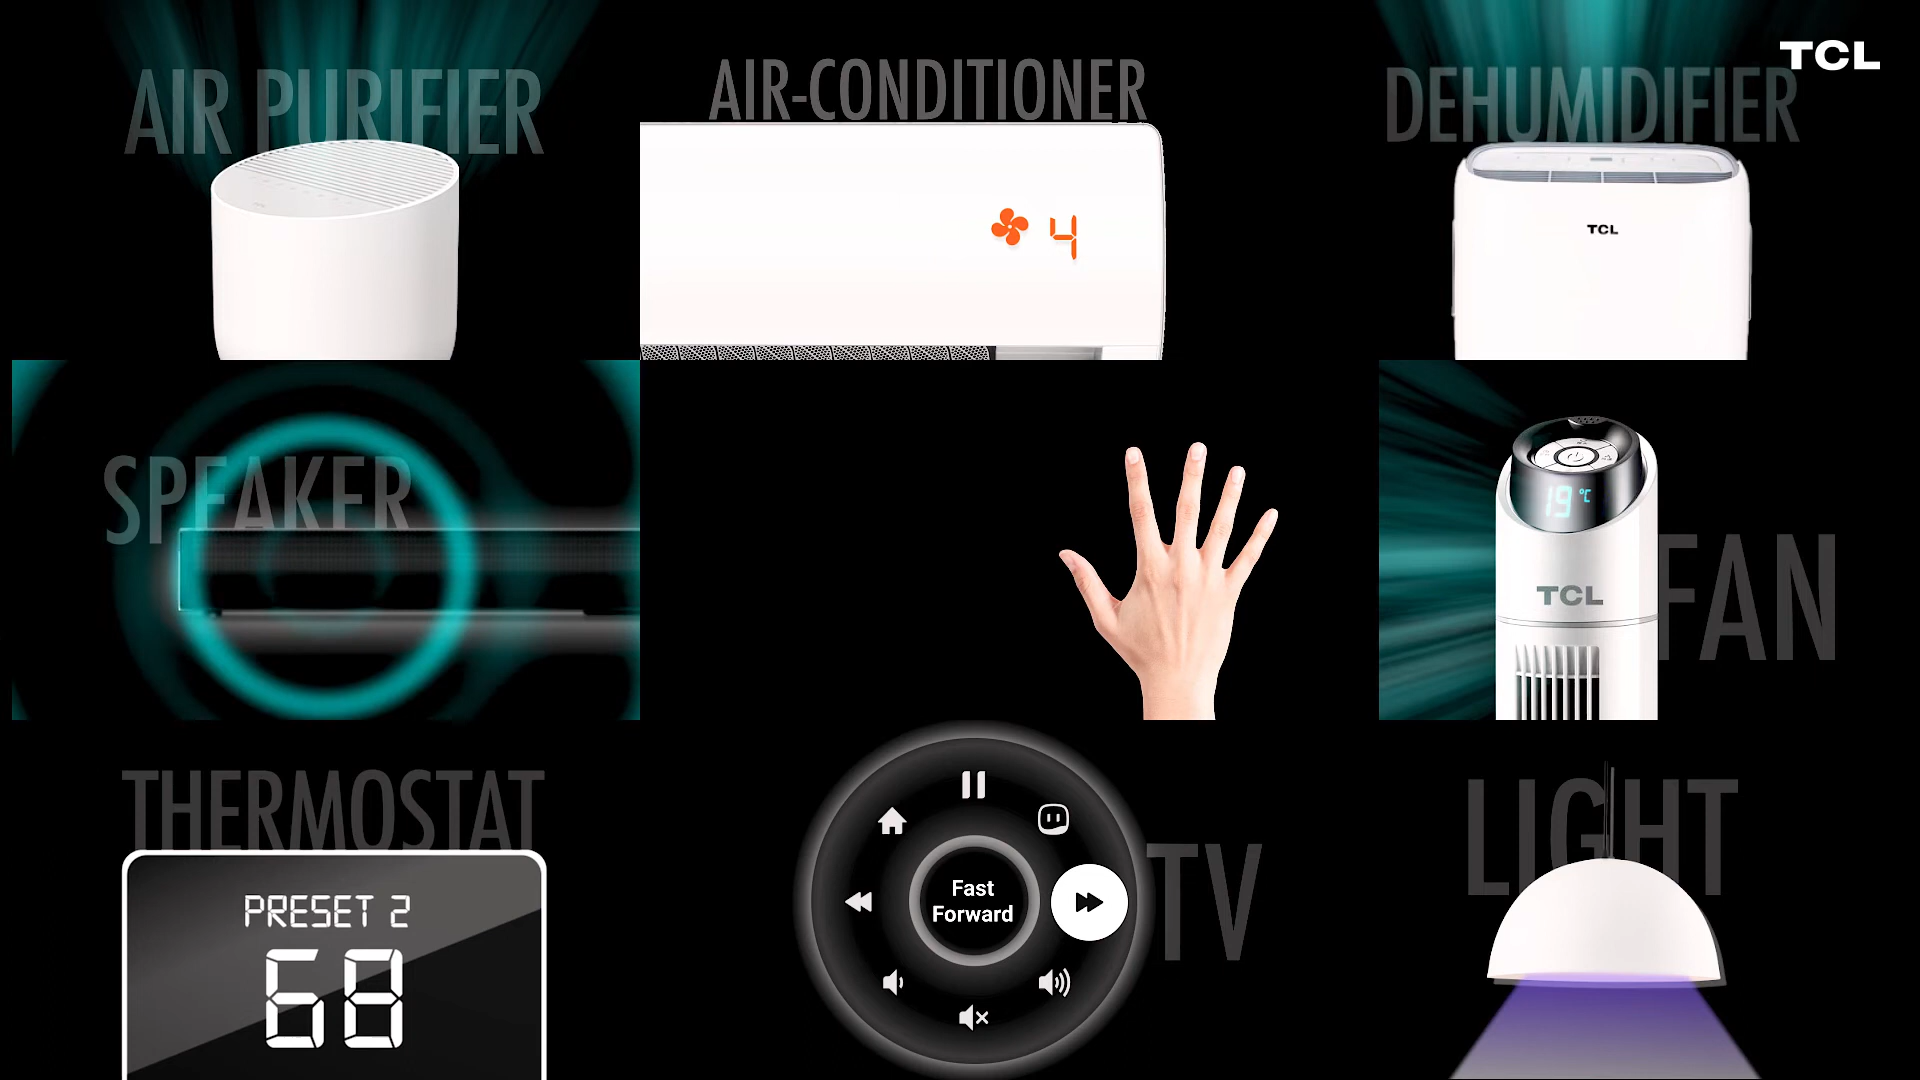 TCL
AIR PURIFIER
AIR-CONDITIONER
DEHUMIDIFIER
4
TCL
SPEAKER
19 °C
TCL
FAN
THERMOSTAT
PRESET 2
68
Fast
Forward
TV
LIGHT